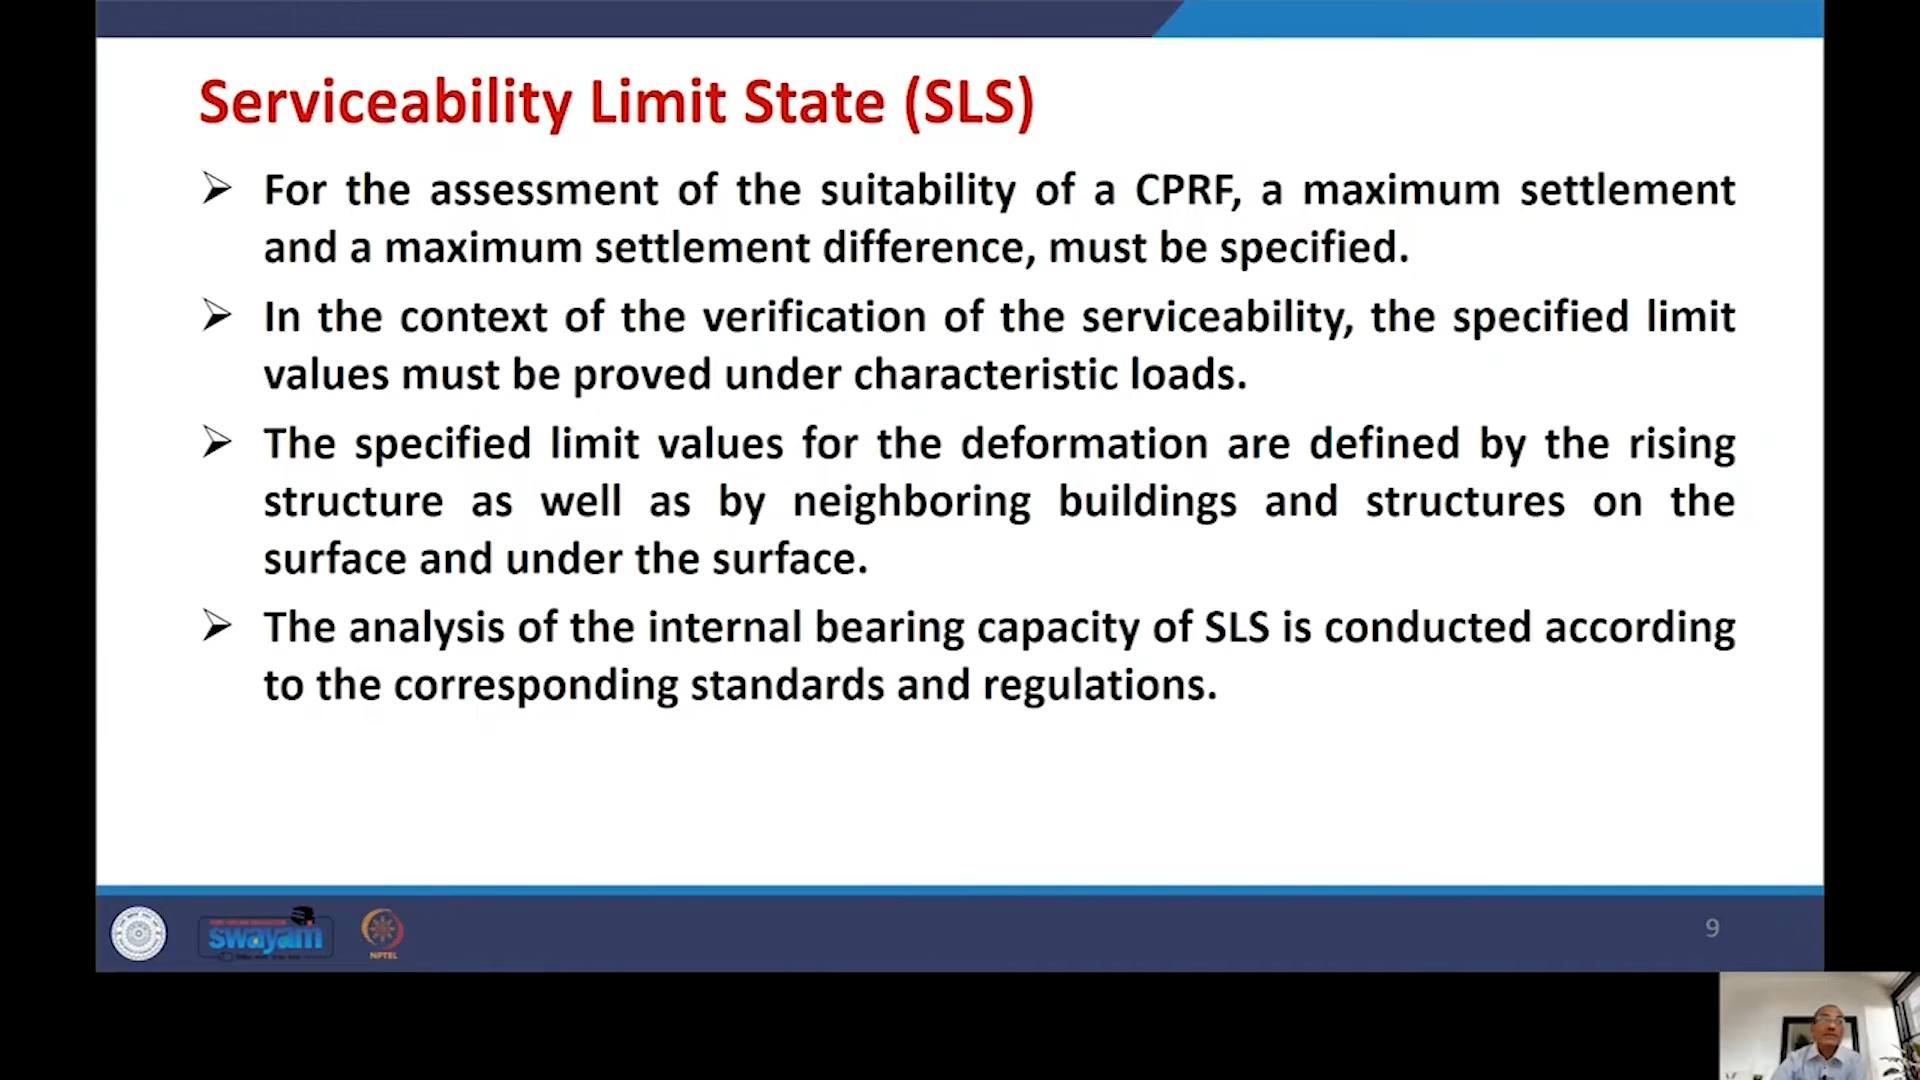 Serviceability Limit State (SLS)
For the assessment of the suitability of a CPRF, a maximum settlement
and a maximum settlement difference, must be specified.
In the context of the verification of the serviceability, the specified limit
values must be proved under characteristic loads.
The specified limit values for the deformation are defined by the rising
structure as well as by neighboring buildings and structures on the
surface and under the surface.
The analysis of the internal bearing capacity of SLS is conducted according
to the corresponding standards and regulations.
swayam
NPTEL
9